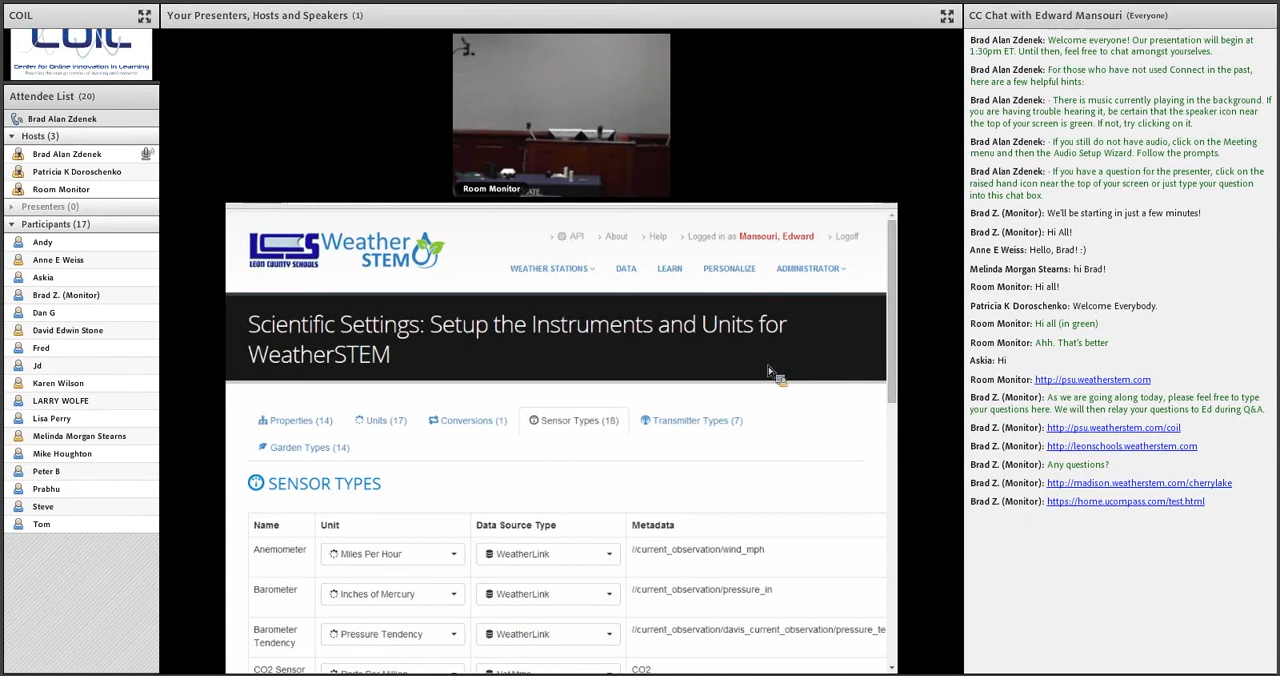 COIL
Your Presenters, Hosts and Speakers (1)
CC Chat with Edward Mansouri (Everyone)
COIL
Center for Online Innovation in Learning
Attendee List (20)
Brad Alan Zdenek
Hosts (3)
Brad Alan Zdenek
Patricia K Doroschenko
Room Monitor
Presenters (0)
Participants (17)
Andy
Anne E Weiss
Askia
Brad Z. (Monitor)
Dan G
David Edwin Stone
Fred
Jd
Karen Wilson
LARRY WOLFE
Lisa Perry
Melinda Morgan Stearns
Mike Houghton
Peter B
Prabhu
Steve
Tom
Room Monitor
LCS
LEON COUNTY SCHOOLS
Weather
STEM
API
About
Help
Logged in as Mansouri, Edward
Logoff
WEATHER STATIONS
DATA
LEARN
PERSONALIZE
ADMINISTRATOR
Scientific Settings: Setup the Instruments and Units for
WeatherSTEM
Properties (14)
Units (17)
Conversions (1)
Sensor Types (18)
Transmitter Types (7)
Garden Types (14)
SENSOR TYPES
Name Unit Data Source Type Metadata
Anemometer Miles Per Hour WeatherLink //current_observation/wind_mph
Barometer Inches of Mercury WeatherLink //current_observation/pressure_in
Barometer
Tendency Pressure Tendency WeatherLink //current_observation/davis_current_observation/pressure_te
CO2 Sensor Parts Per Million NetAtmo CO2
Brad Alan Zdenek: Welcome everyone! Our presentation will begin at
1:30pm ET. Until then, feel free to chat amongst yourselves.
Brad Alan Zdenek: For those who have not used Connect in the past,
here are a few helpful hints:
Brad Alan Zdenek: · There is music currently playing in the background. If
you are having trouble hearing it, be certain that the speaker icon near
the top of your screen is green. If not, try clicking on it.
Brad Alan Zdenek: · If you still do not have audio, click on the Meeting
menu and then the Audio Setup Wizard. Follow the prompts.
Brad Alan Zdenek: · If you have a question for the presenter, click on the
raised hand icon near the top of your screen or just type your question
into this chat box.
Brad Z. (Monitor): We'll be starting in just a few minutes!
Brad Z. (Monitor): Hi All!
Anne E Weiss: Hello, Brad! :)
Melinda Morgan Stearns: hi Brad!
Room Monitor: Hi all!
Patricia K Doroschenko: Welcome Everybody.
Room Monitor: Hi all (in green)
Room Monitor: Ahh. That's better
Askia: Hi
Room Monitor: http://psu.weatherstem.com
Brad Z. (Monitor): As we are going along today, please feel free to type
your questions here. We will then relay your questions to Ed during Q&A.
Brad Z. (Monitor): http://psu.weatherstem.com/coil
Brad Z. (Monitor): http://leonschools.weatherstem.com
Brad Z. (Monitor): Any questions?
Brad Z. (Monitor): http://madison.weatherstem.com/cherrylake
Brad Z. (Monitor): https://home.ucompass.com/test.html